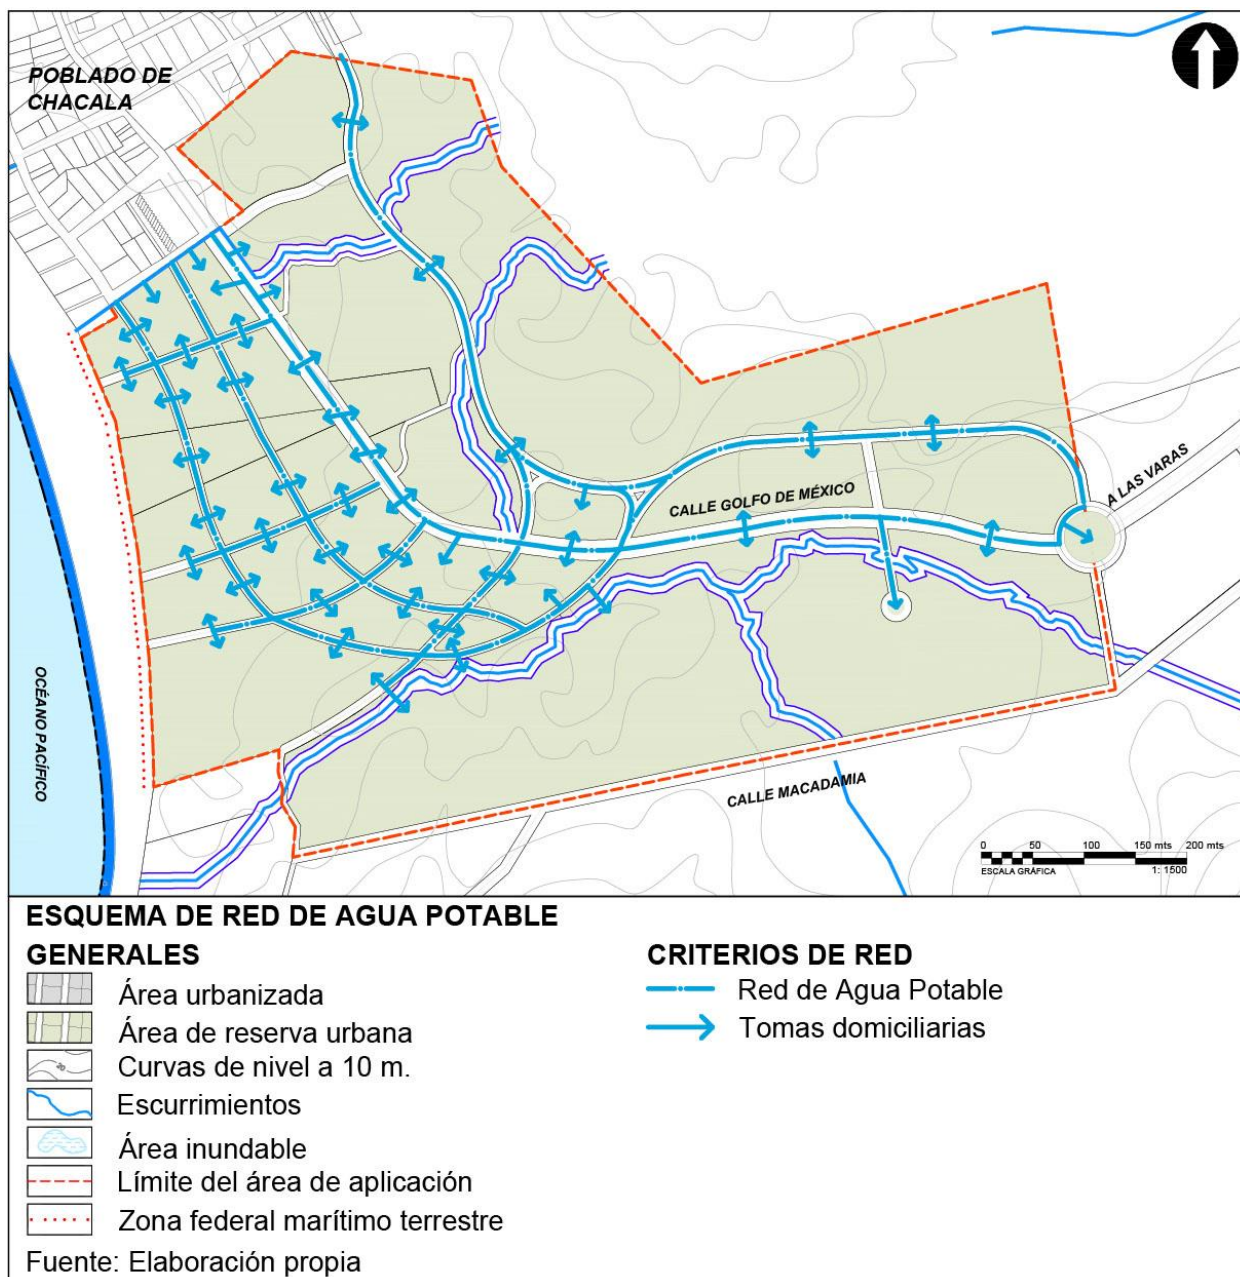 POBLADO DE
CHACALA
A LAS VARAS
CALLE GOLFO DE MÉXICO
OCÉANO PACÍFICO
CALLE MACADAMIA
0 50 100 150 mts 200 mts
ESCALA GRÁFICA 1: 1500
ESQUEMA DE RED DE AGUA POTABLE
GENERALES
Área urbanizada
Área de reserva urbana
20
Curvas de nivel a 10 m.
Escurrimientos
Área inundable
Límite del área de aplicación
Zona federal marítimo terrestre
Fuente: Elaboración propia
CRITERIOS DE RED
Red de Agua Potable
Tomas domiciliarias